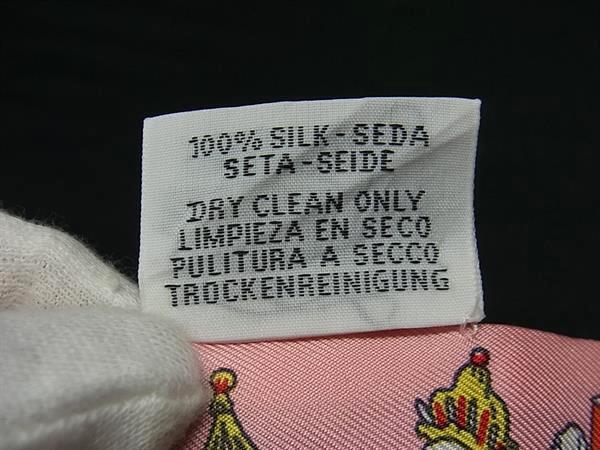 100% SILK-SEDA
SETA-SEIDE
DRY CLEAN ONLY
LIMPIEZA EN SECO
PULITURA A SECCO
TROCKENREINIGUNG